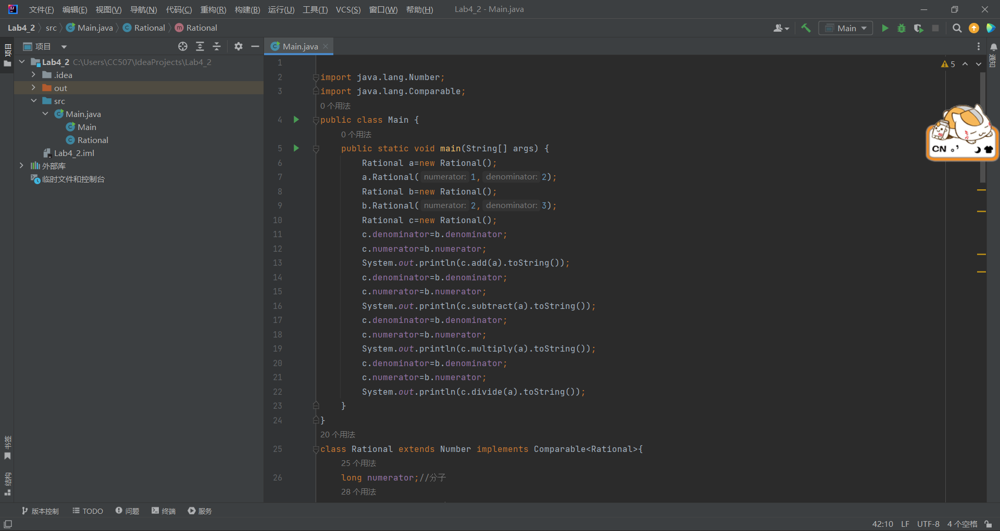 文件(F) 编辑(E) 视图(V) 导航(N) 代码(C) 重构(R) 构建(B) 运行(U) 工具(T) VCS(S) 窗口(W) 帮助(H) Lab4_2 - Main.java
Lab4_2 src Main.java Rational Rational Main
项目
项目
Lab4_2 C:\Users\CC507\IdeaProjects\Lab4_2
.idea
out
src
Main.java
Main
Rational
Lab4_2.iml
外部库
临时文件和控制台
书签
结构
Main.java
5
1
2 import java.lang.Number;
3 import java.lang.Comparable;
0 个用法
4 public class Main {
0 个用法
5 public static void main(String[] args) {
6 Rational a=new Rational();
7 a.Rational( numerator: 1, denominator: 2);
8 Rational b=new Rational();
9 b.Rational( numerator: 2, denominator: 3);
10 Rational c=new Rational();
11 c.denominator=b.denominator;
12 c.numerator=b.numerator;
13 System.out.println(c.add(a).toString());
14 c.denominator=b.denominator;
15 c.numerator=b.numerator;
16 System.out.println(c.subtract(a).toString());
17 c.denominator=b.denominator;
18 c.numerator=b.numerator;
19 System.out.println(c.multiply(a).toString());
20 c.denominator=b.denominator;
21 c.numerator=b.numerator;
22 System.out.println(c.divide(a).toString());
23 }
24 }
20 个用法
25 class Rational extends Number implements Comparable<Rational>{
25 个用法
26 long numerator;//分子
28 个用法
通知
CN 。’
版本控制 TODO 问题 终端 服务
42:10 LF UTF-8 4 个空格